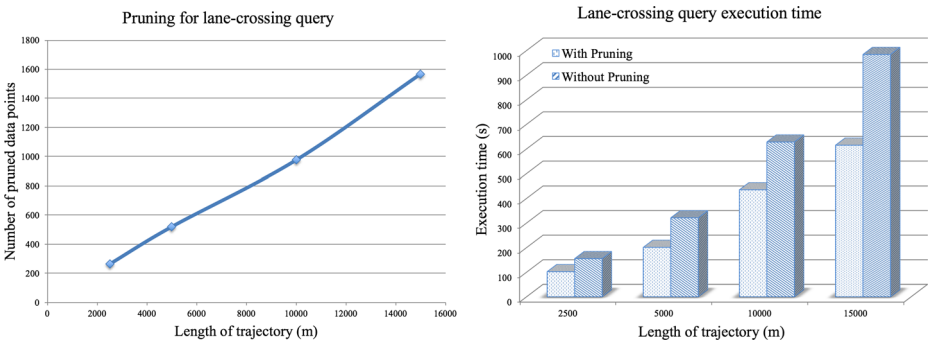 Pruning for lane-crossing query
Number of pruned data points
1800
1600
1400
1200
1000
800
600
400
200
0
0 2000 4000 6000 8000 10000 12000 14000 16000
Length of trajectory (m)
Lane-crossing query execution time
With Pruning
Without Pruning
Execution time (s)
1000
900
800
700
600
500
400
300
200
100
0
2500 5000 10000 15000
Length of trajectory (m)